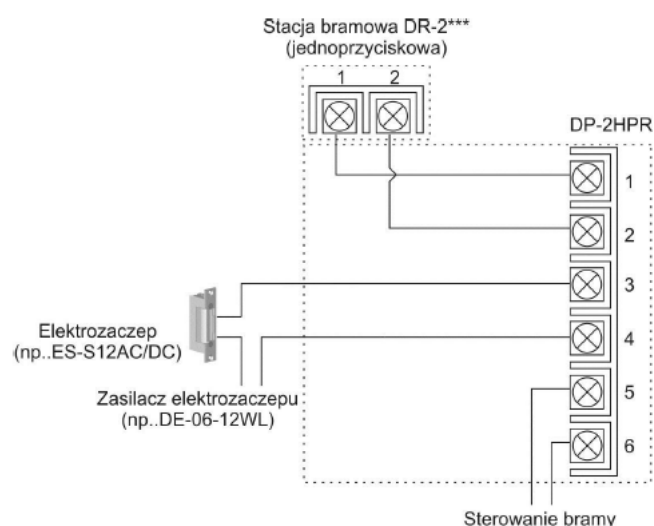 Stacja bramowa DR-2***
(jednoprzyciskowa)
1 2
DP-2HPR
1
2
3
4
5
6
Elektrozaczep
(np..ES-S12AC/DC)
Zasilacz elektrozaczepu
(np..DE-06-12WL)
Sterowanie bramy